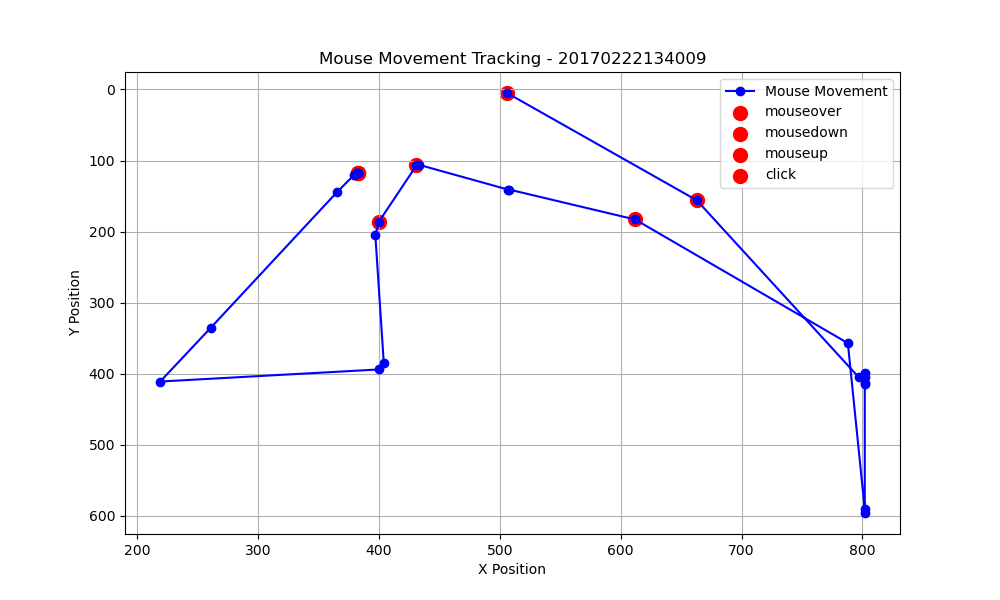 Mouse Movement Tracking - 20170222134009
Mouse Movement
mouseover
mousedown
mouseup
click
0
100
200
300
400
500
600
Y Position
200
300
400
500
600
700
800
X Position